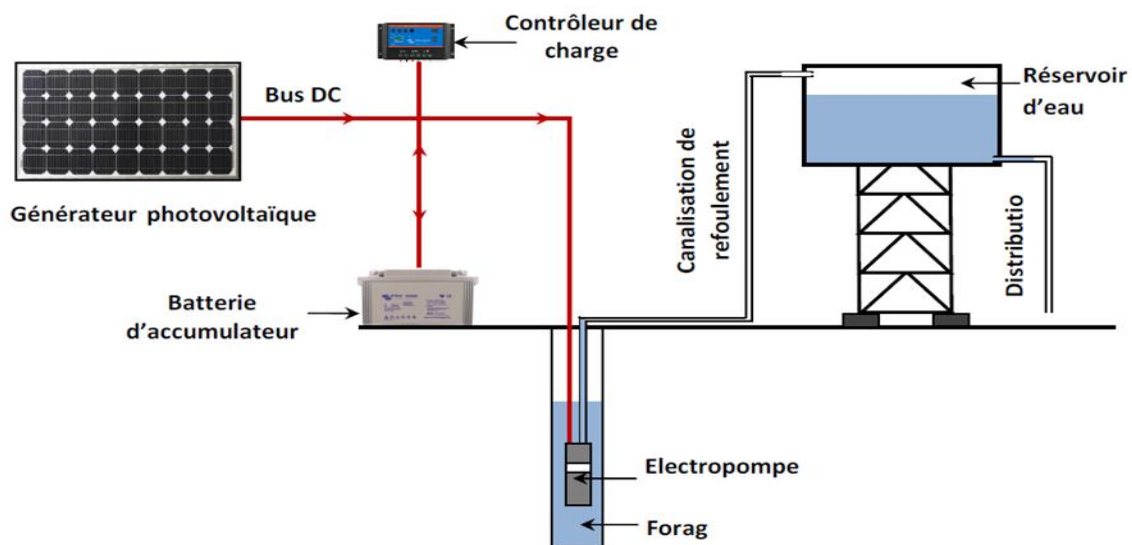 Contrôleur de
charge
Bus DC
Générateur photovoltaïque
Batterie
d'accumulateur
Canalisation de
refoulement
Réservoir
d'eau
Distributio
Electropompe
Forag